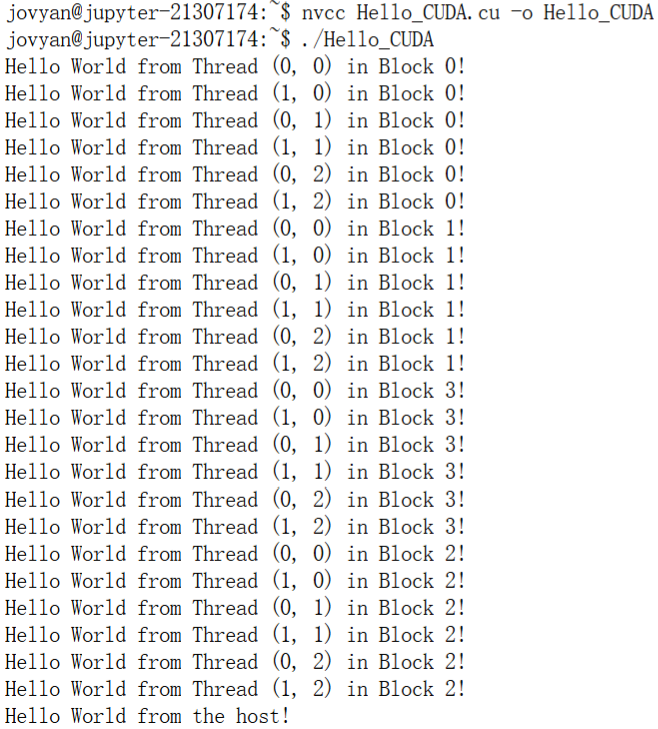 jovyan@jupyter-21307174:~$ nvcc Hello_CUDA.cu -o Hello_CUDA
jovyan@jupyter-21307174:~$ ./Hello_CUDA
Hello World from Thread (0, 0) in Block 0!
Hello World from Thread (1, 0) in Block 0!
Hello World from Thread (0, 1) in Block 0!
Hello World from Thread (1, 1) in Block 0!
Hello World from Thread (0, 2) in Block 0!
Hello World from Thread (1, 2) in Block 0!
Hello World from Thread (0, 0) in Block 1!
Hello World from Thread (1, 0) in Block 1!
Hello World from Thread (0, 1) in Block 1!
Hello World from Thread (1, 1) in Block 1!
Hello World from Thread (0, 2) in Block 1!
Hello World from Thread (1, 2) in Block 1!
Hello World from Thread (0, 0) in Block 3!
Hello World from Thread (1, 0) in Block 3!
Hello World from Thread (0, 1) in Block 3!
Hello World from Thread (1, 1) in Block 3!
Hello World from Thread (0, 2) in Block 3!
Hello World from Thread (1, 2) in Block 3!
Hello World from Thread (0, 0) in Block 2!
Hello World from Thread (1, 0) in Block 2!
Hello World from Thread (0, 1) in Block 2!
Hello World from Thread (1, 1) in Block 2!
Hello World from Thread (0, 2) in Block 2!
Hello World from Thread (1, 2) in Block 2!
Hello World from the host!